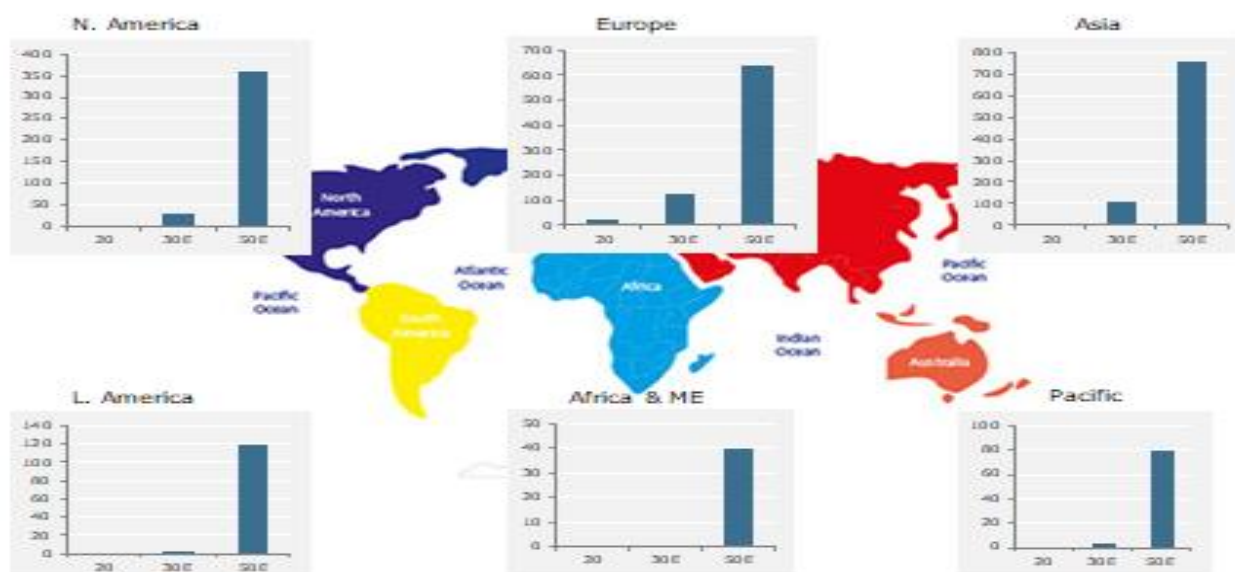 N. America
400
350
300
250
200
150
100
50
0
20
30E
50E
Europe
700
600
500
400
300
200
100
0
20
30E
50E
Asia
800
700
600
500
400
300
200
100
0
20
30E
50E
North
America
Atlantic
Ocean
Pacific
Ocean
South
America
Africa
Indian
Ocean
Pacific
Ocean
Australia
L. America
140
120
100
80
60
40
20
0
20
30E
50E
Africa & ME
50
40
30
20
10
0
20
30E
50E
Pacific
100
80
60
40
20
0
20
30E
50E